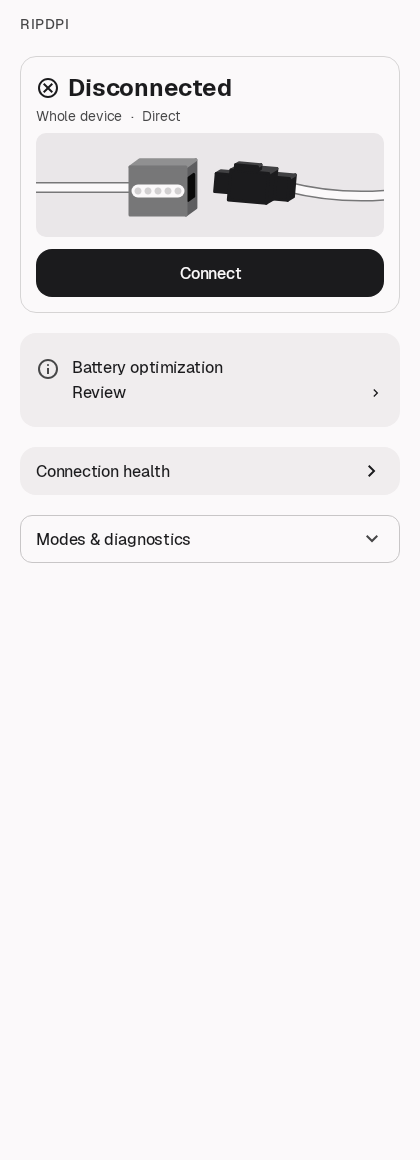 RIPDPI
Disconnected
Whole device · Direct
Connect
Battery optimization
Review
Connection health
Modes & diagnostics